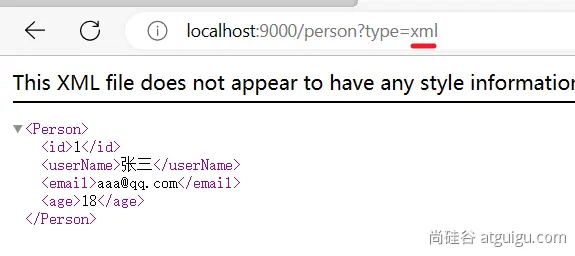 localhost:9000/person?type=xml
This XML file does not appear to have any style information
<Person>
<id>1</id>
<userName>张三</userName>
<email>aaa@qq.com</email>
<age>18</age>
</Person>
尚硅谷 atguigu.com